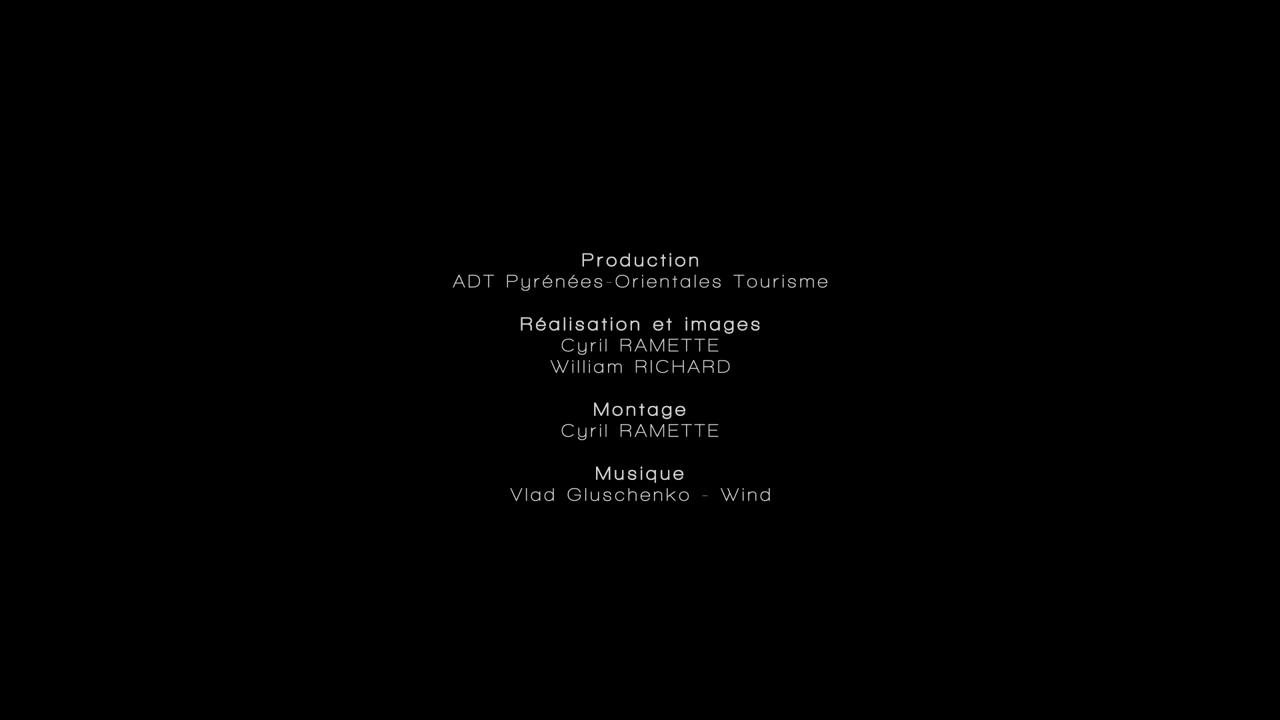 Production
ADT Pyrénées-Orientales Tourisme
Réalisation et images
Cyril RAMETTE
William RICHARD
Montage
Cyril RAMETTE
Musique
Vlad Gluschenko - Wind